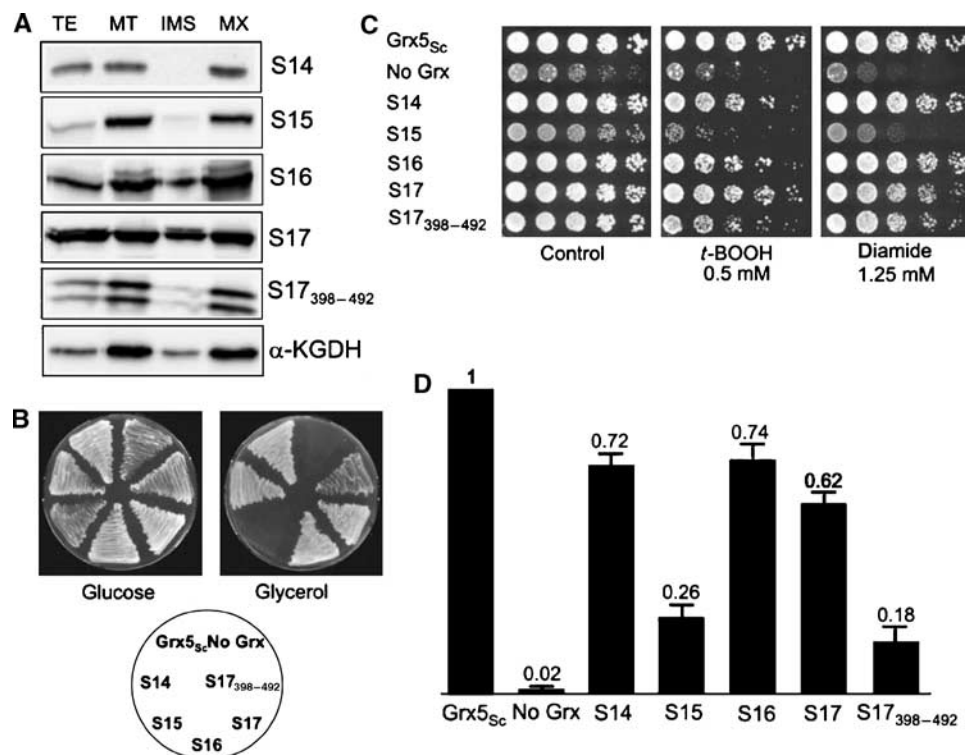 A
TE MT IMS MX
S14
S15
S16
S17
S17398–492
α-KGDH
B
Glucose
Glycerol
Grx5Sc No Grx
S14 S17398–492
S15 S17
S16
C
Grx5Sc
No Grx
S14
S15
S16
S17
S17398–492
Control
t-BOOH
0.5 mM
Diamide
1.25 mM
D
1
0.02
0.72
0.26
0.74
0.62
0.18
Grx5Sc No Grx S14 S15 S16 S17 S17398–492